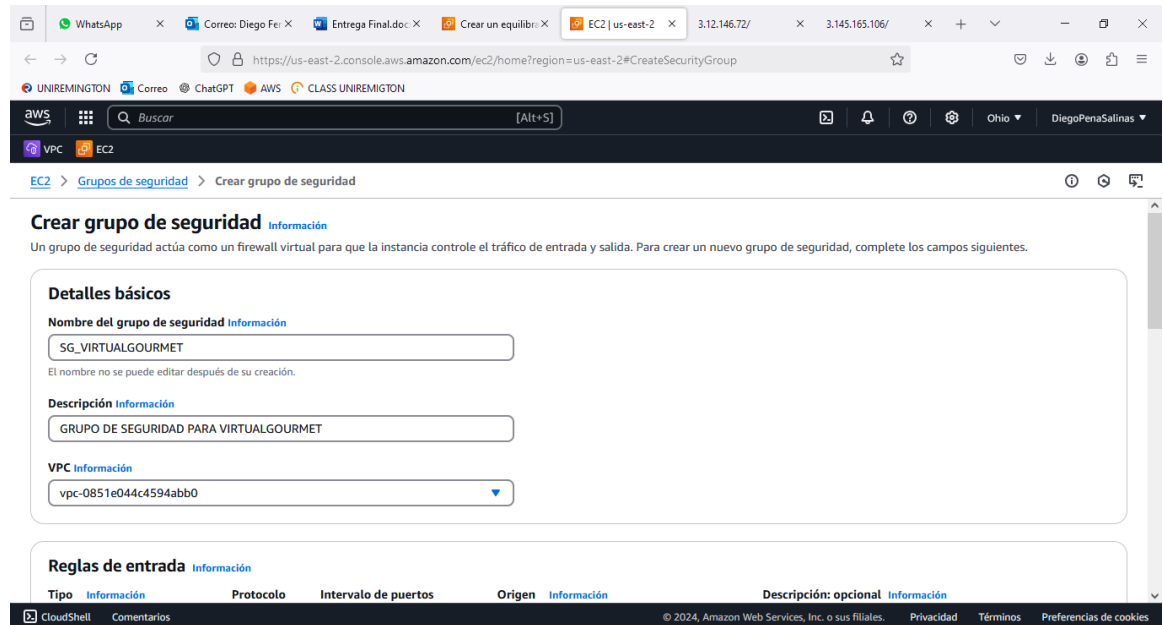 WhatsApp Correo: Diego Fer Entrega Final.doc Crear un equilibra EC2 | us-east-2 3.12.146.72/ 3.145.165.106/
https://us-east-2.console.aws.amazon.com/ec2/home?region=us-east-2#CreateSecurityGroup
UNIREMINGTON Correo ChatGPT AWS CLASS UNIREMIGTON
aws Buscar [Alt+S] Ohio DiegoPenaSalinas
VPC EC2
EC2 > Grupos de seguridad > Crear grupo de seguridad
Crear grupo de seguridad Información
Un grupo de seguridad actúa como un firewall virtual para que la instancia controle el tráfico de entrada y salida. Para crear un nuevo grupo de seguridad, complete los campos siguientes.
Detalles básicos
Nombre del grupo de seguridad Información
SG_VIRTUALGOURMET
El nombre no se puede editar después de su creación.
Descripción Información
GRUPO DE SEGURIDAD PARA VIRTUALGOURMET
VPC Información
vpc-0851e044c4594abb0
Reglas de entrada Información
Tipo Información Protocolo Intervalo de puertos Origen Información Descripción: opcional Información
CloudShell Comentarios © 2024, Amazon Web Services, Inc. o sus filiales. Privacidad Términos Preferencias de cookies